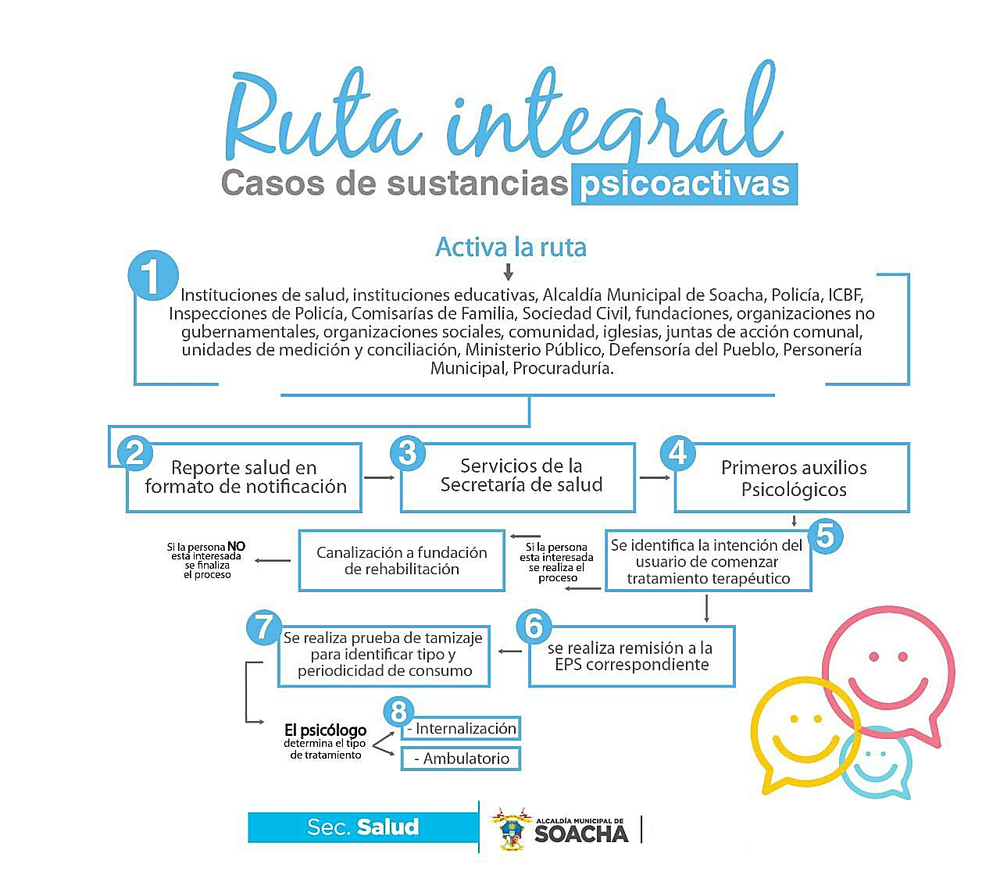 Ruta integral
Casos de sustancias psicoactivas
Activa la ruta
1
Instituciones de salud, instituciones educativas, Alcaldía Municipal de Soacha, Policía, ICBF,
Inspecciones de Policía, Comisarías de Familia, Sociedad Civil, fundaciones, organizaciones no
gubernamentales, organizaciones sociales, comunidad, iglesias, juntas de acción comunal,
unidades de medición y conciliación, Ministerio Público, Defensoría del Pueblo, Personería
Municipal, Procuraduría.
2
Reporte salud en
formato de notificación
3
Servicios de la
Secretaría de salud
4
Primeros auxilios
Psicológicos
5
Se identifica la intención del
usuario de comenzar
tratamiento terapéutico
Si la persona
esta interesada
se realiza el
proceso
Canalización a fundación
de rehabilitación
Si la persona NO
esta interesada
se finaliza
el proceso
6
se realiza remisión a la
EPS correspondiente
7
Se realiza prueba de tamizaje
para identificar tipo y
periodicidad de consumo
El psicólogo
determina el tipo
de tratamiento
8
- Internalización
- Ambulatorio
Sec. Salud
ALCALDÍA MUNICIPAL DE
SOACHA